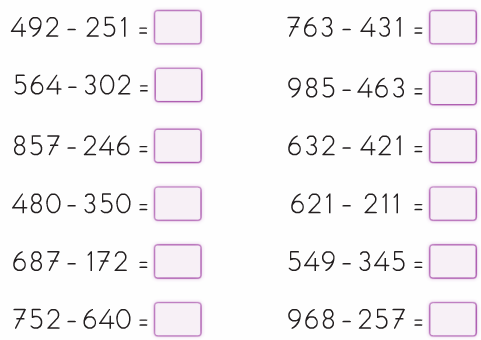 492 - 251 =
564 - 302 =
857 - 246 =
480 - 350 =
687 - 172 =
752 - 640 =
763 - 431 =
985 - 463 =
632 - 421 =
621 - 211 =
549 - 345 =
968 - 257 =